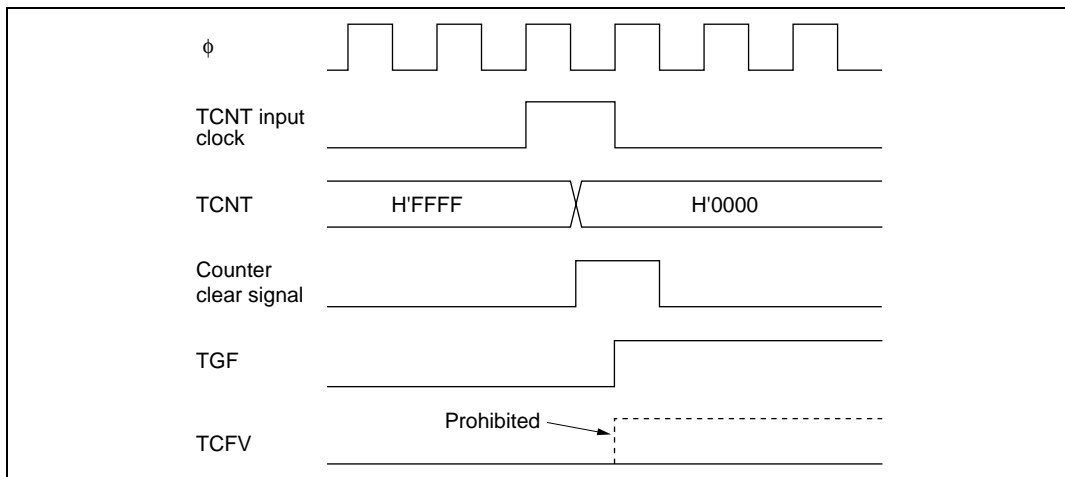 ϕ
TCNT input
clock
TCNT
H'FFFF
H'0000
Counter
clear signal
TGF
Prohibited
TCFV